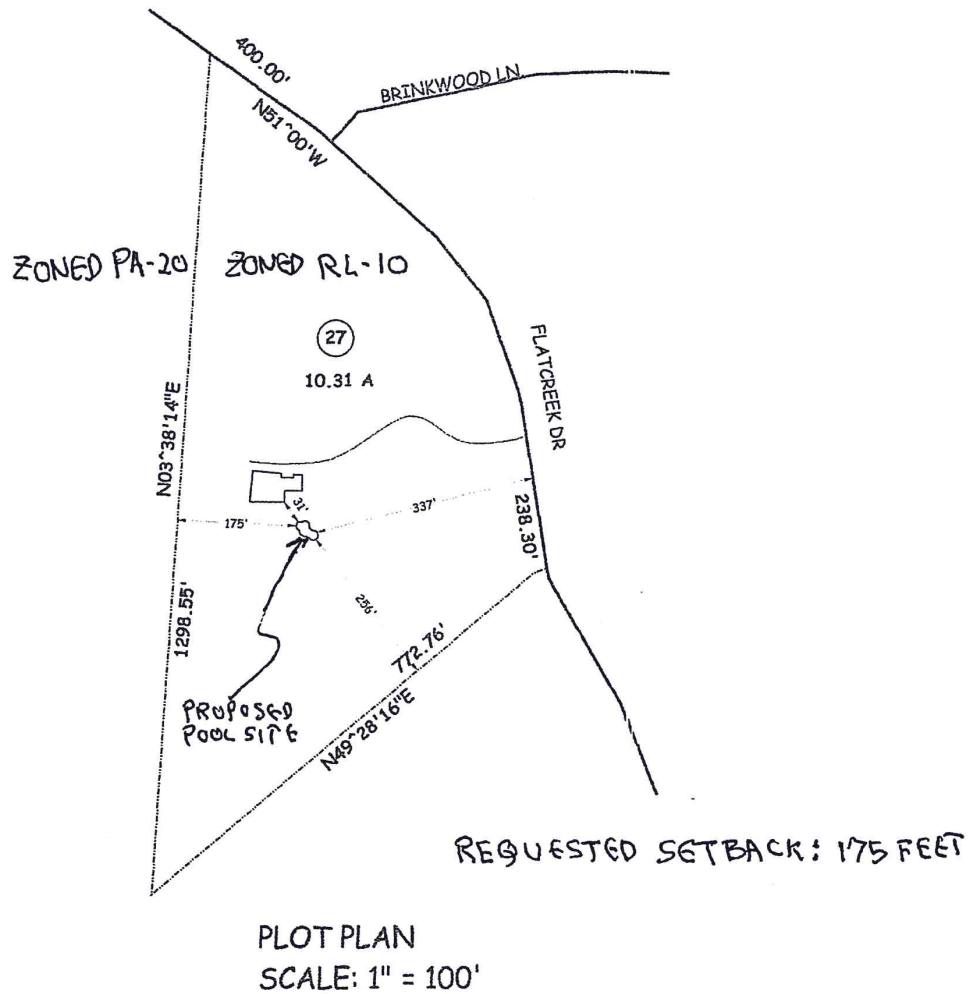 400.00'
N51^00'W
BRINKWOOD LN
ZONED PA-20
ZONED RL-10
27
10.31 A
FLATCREEK DR
N03^38'14"E
31'
175'
337'
238.30'
256'
1298.55'
772.76'
N49^28'16"E
PROPOSED
POOL SITE
REQUESTED SETBACK: 175 FEET
PLOT PLAN
SCALE: 1" = 100'